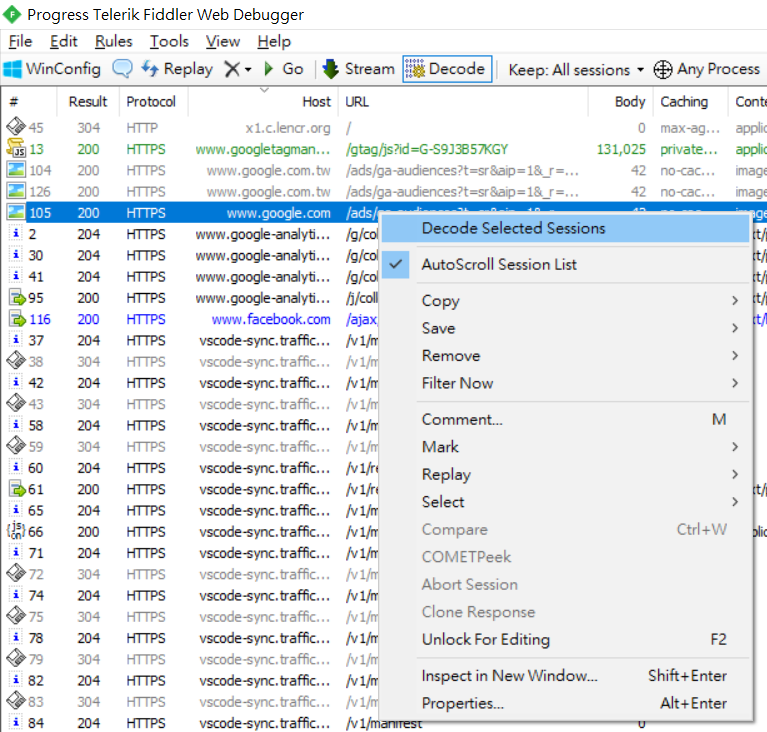 Progress Telerik Fiddler Web Debugger
File Edit Rules Tools View Help
WinConfig Replay Go Stream Decode Keep: All sessions Any Process
# Result Protocol Host URL Body Caching Conte
45 304 HTTP x1.c.lencr.org / 0 max-ag... applic
13 200 HTTPS www.googletagman... /gtag/js?id=G-S9J3B57KGY 131,025 private... applic
104 200 HTTPS www.google.com.tw /ads/ga-audiences?t=sr&aip=1&_r=... 42 no-cac... image
126 200 HTTPS www.google.com.tw /ads/ga-audiences?t=sr&aip=1&_r=... 42 no-cac... image
105 200 HTTPS www.google.com /ads/ga-audiences?t=sr&aip=1&_r=... 42 no-cac... image
2 204 HTTPS www.google-analyti... /g/col
30 204 HTTPS www.google-analyti... /g/col
41 204 HTTPS www.google-analyti... /g/col
95 200 HTTPS www.google-analyti... /j/coll
116 200 HTTPS www.facebook.com /ajax
37 204 HTTPS vscode-sync.traffic... /v1/m
38 304 HTTPS vscode-sync.traffic... /v1/m
42 204 HTTPS vscode-sync.traffic... /v1/m
43 304 HTTPS vscode-sync.traffic... /v1/m
58 204 HTTPS vscode-sync.traffic... /v1/m
59 304 HTTPS vscode-sync.traffic... /v1/m
60 204 HTTPS vscode-sync.traffic... /v1/re
61 200 HTTPS vscode-sync.traffic... /v1/re
65 204 HTTPS vscode-sync.traffic... /v1/m
66 200 HTTPS vscode-sync.traffic... /v1/m
71 204 HTTPS vscode-sync.traffic... /v1/m
72 304 HTTPS vscode-sync.traffic... /v1/m
74 204 HTTPS vscode-sync.traffic... /v1/m
75 304 HTTPS vscode-sync.traffic... /v1/m
78 204 HTTPS vscode-sync.traffic... /v1/m
79 304 HTTPS vscode-sync.traffic... /v1/m
82 204 HTTPS vscode-sync.traffic... /v1/m
83 304 HTTPS vscode-sync.traffic... /v1/m
84 204 HTTPS vscode-sync.traffic... /v1/manifest 0
Decode Selected Sessions
AutoScroll Session List
Copy
Save
Remove
Filter Now
Comment... M
Mark
Replay
Select
Compare Ctrl+W
COMETPeek
Abort Session
Clone Response
Unlock For Editing F2
Inspect in New Window... Shift+Enter
Properties... Alt+Enter